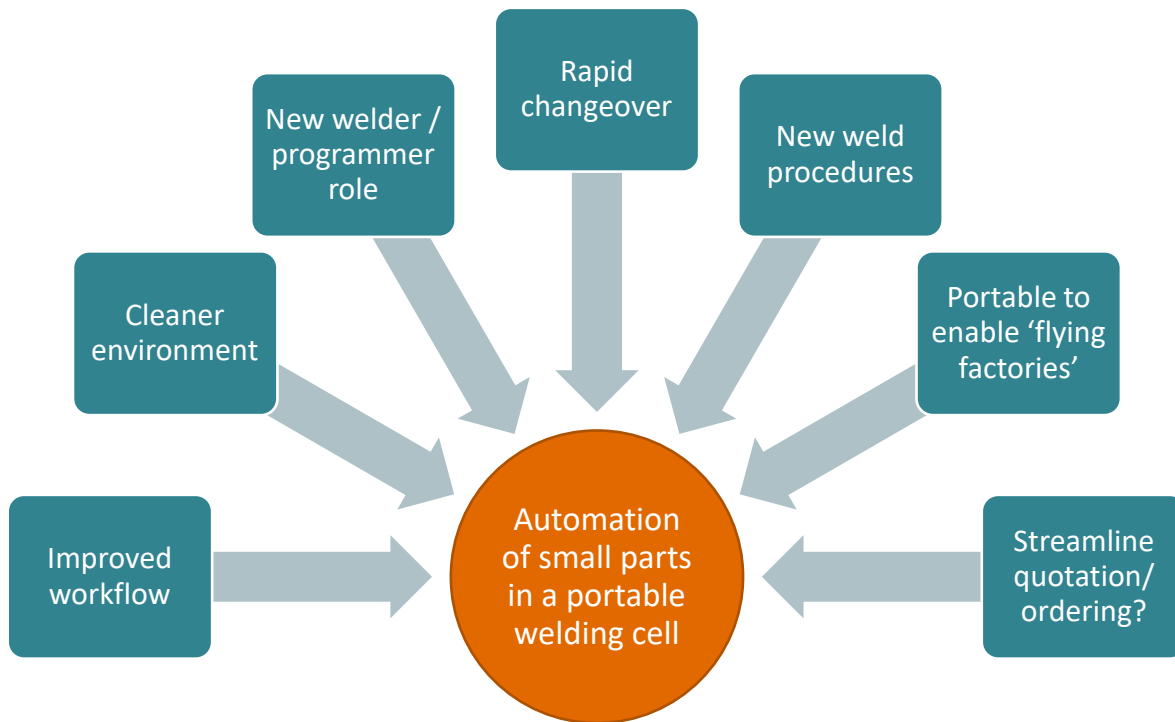 Rapid
changeover
New welder /
programmer
role
New weld
procedures
Cleaner
environment
Portable to
enable ‘flying
factories’
Improved
workflow
Automation
of small parts
in a portable
welding cell
Streamline
quotation/
ordering?